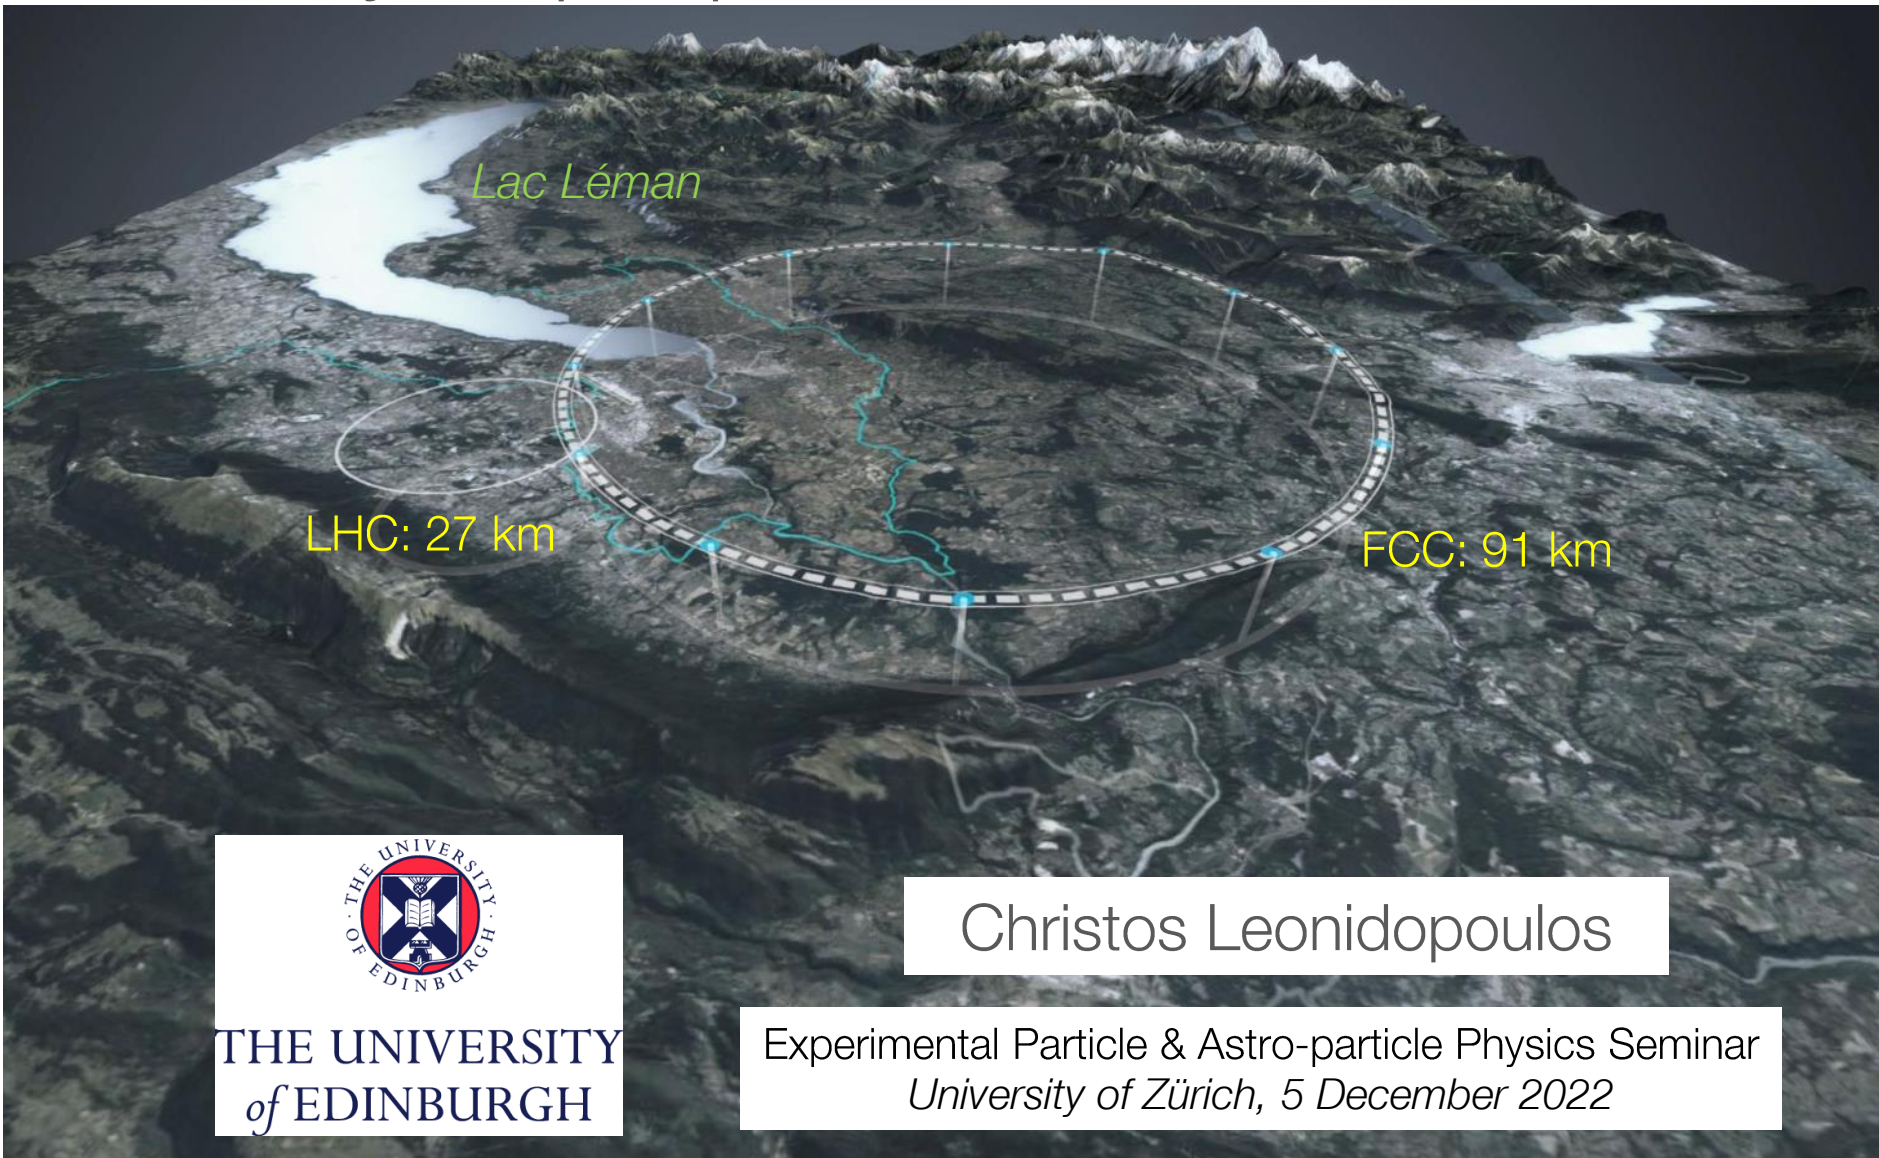 Lac Léman
LHC: 27 km
FCC: 91 km
THE UNIVERSITY OF EDINBURGH
THE UNIVERSITY
of EDINBURGH
Christos Leonidopoulos
Experimental Particle & Astro-particle Physics Seminar
University of Zürich, 5 December 2022